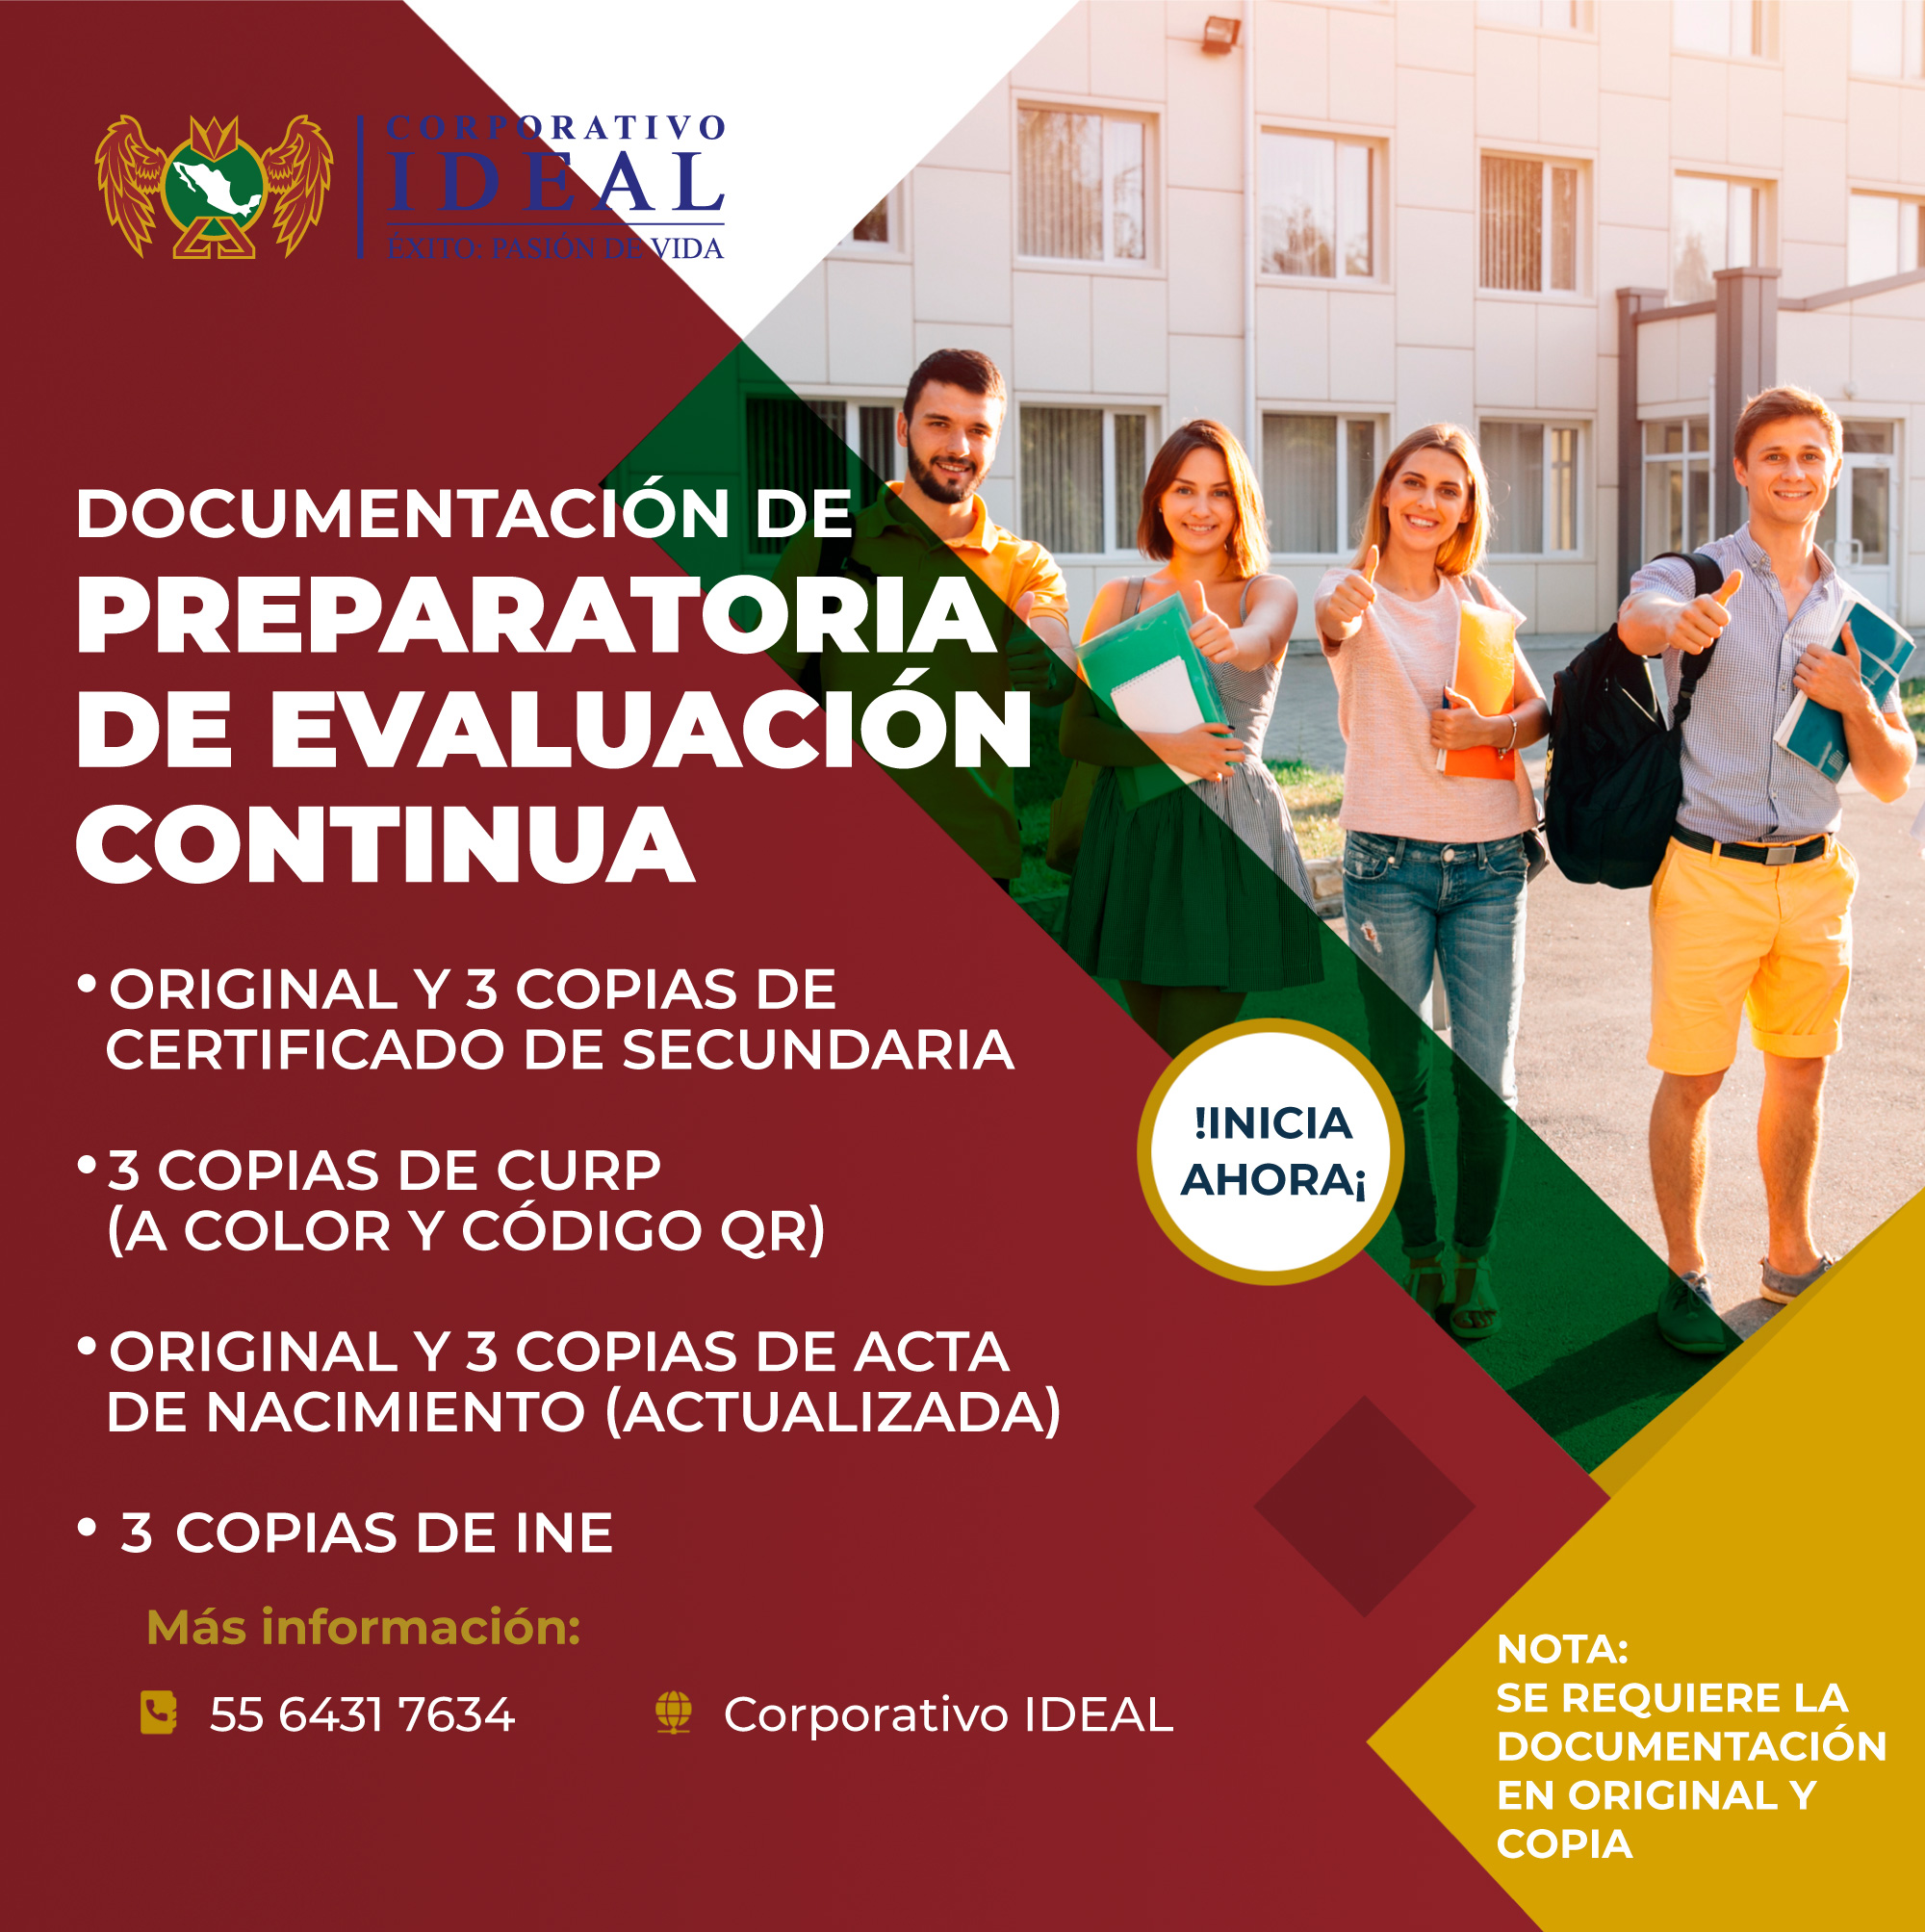 CORPORATIVO
IDEAL
ÉXITO: PASIÓN DE VIDA
DOCUMENTACIÓN DE
PREPARATORIA
DE EVALUACIÓN
CONTINUA
• ORIGINAL Y 3 COPIAS DE
CERTIFICADO DE SECUNDARIA
• 3 COPIAS DE CURP
(A COLOR Y CÓDIGO QR)
• ORIGINAL Y 3 COPIAS DE ACTA
DE NACIMIENTO (ACTUALIZADA)
• 3 COPIAS DE INE
!INICIA
AHORA¡
Más información:
55 6431 7634
Corporativo IDEAL
NOTA:
SE REQUIERE LA
DOCUMENTACIÓN
EN ORIGINAL Y
COPIA